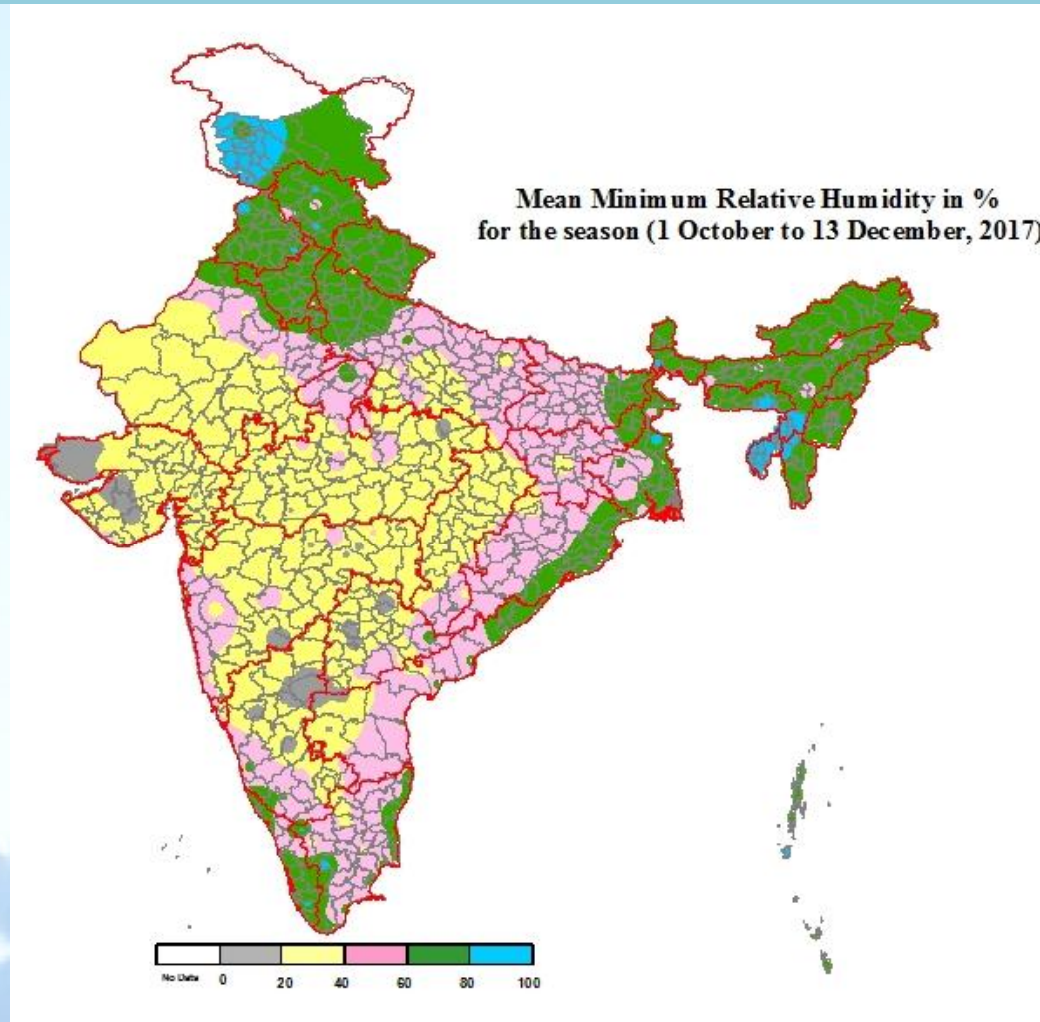 Mean Minimum Relative Humidity in %
for the season (1 October to 13 December, 2017)
No Data 0 20 40 60 80 100